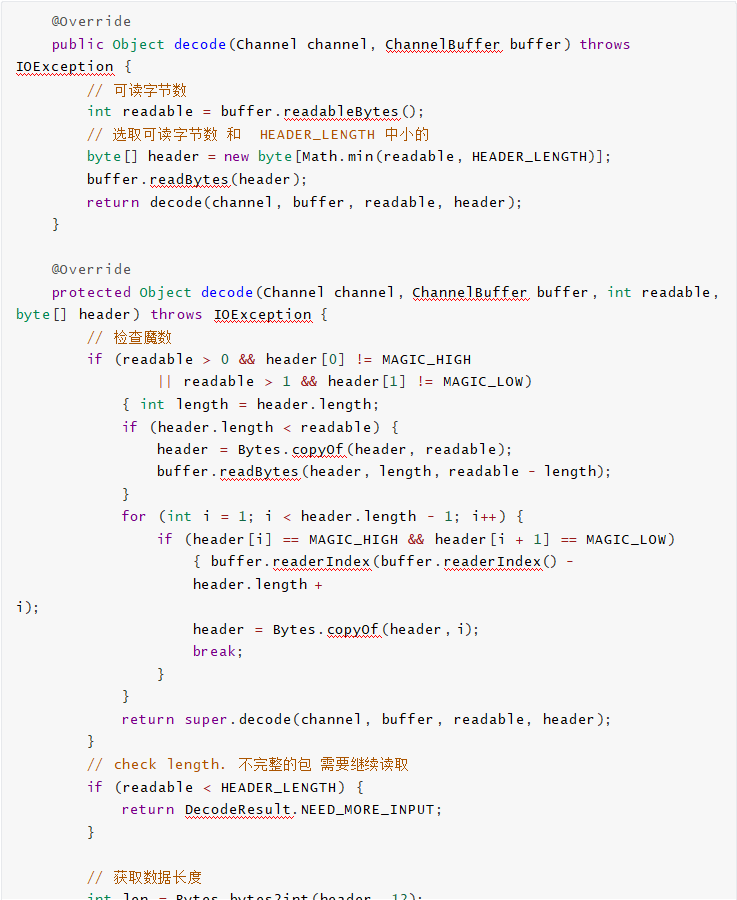 @Override
public Object decode(Channel channel, ChannelBuffer buffer) throws
IOException {
// 可读字节数
int readable = buffer.readableBytes();
// 选取可读字节数 和  HEADER_LENGTH 中小的
byte[] header = new byte[Math.min(readable, HEADER_LENGTH)];
buffer.readBytes(header);
return decode(channel, buffer, readable, header);
}
@Override
protected Object decode(Channel channel, ChannelBuffer buffer, int readable,
byte[] header) throws IOException {
// 检查魔数
if (readable > 0 && header[0] != MAGIC_HIGH
|| readable > 1 && header[1] != MAGIC_LOW)
{ int length = header.length;
if (header.length < readable) {
header = Bytes.copyOf(header, readable);
buffer.readBytes(header, length, readable - length);
}
for (int i = 1; i < header.length - 1; i++) {
if (header[i] == MAGIC_HIGH && header[i + 1] == MAGIC_LOW)
{ buffer.readerIndex(buffer.readerIndex() -
header.length +
i);
header = Bytes.copyOf(header, i);
break;
}
}
return super.decode(channel, buffer, readable, header);
}
// check length. 不完整的包 需要继续读取
if (readable < HEADER_LENGTH) {
return DecodeResult.NEED_MORE_INPUT;
}
// 获取数据长度
int len = Bytes.bytes2int(header, 12);